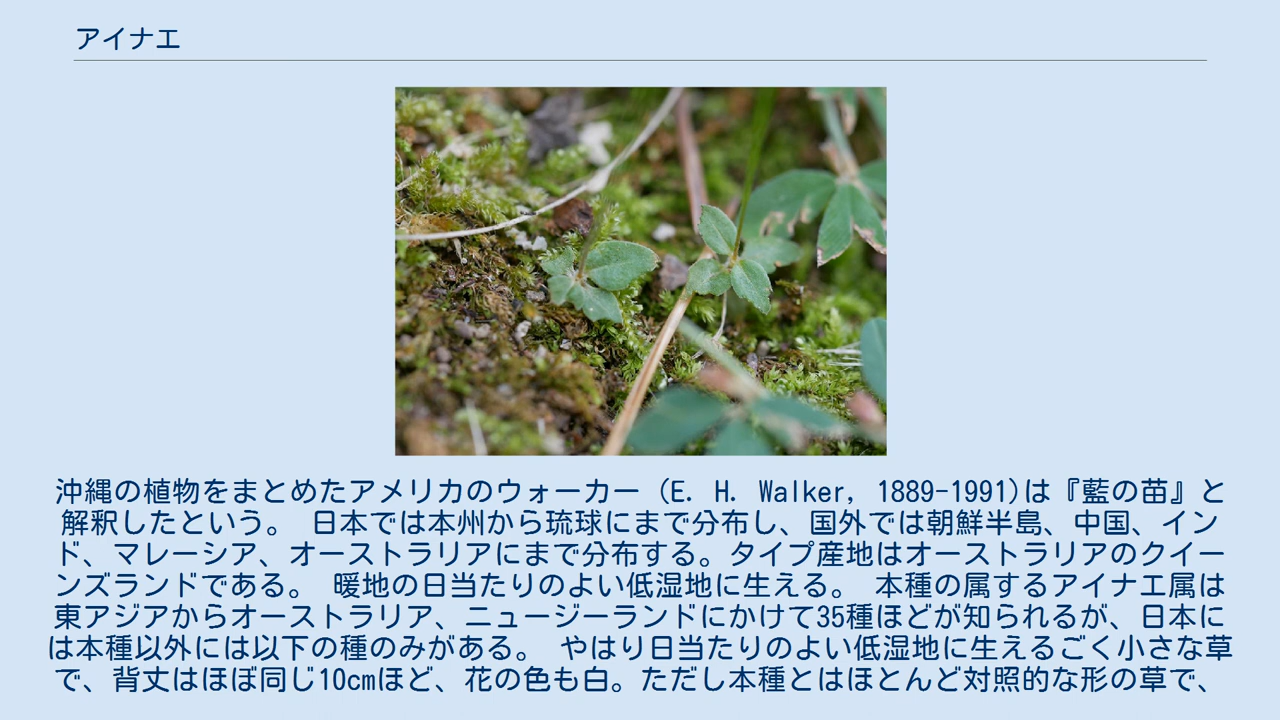 アイナエ
沖縄の植物をまとめたアメリカのウォーカー (E. H. Walker, 1889-1991)は『藍の苗』と
解釈したという。 日本では本州から琉球にまで分布し、国外では朝鮮半島、中国、イン
ド、マレーシア、オーストラリアにまで分布する。タイプ産地はオーストラリアのクイー
ンズランドである。 暖地の日当たりのよい低湿地に生える。 本種の属するアイナエ属は
東アジアからオーストラリア、ニュージーランドにかけて35種ほどが知られるが、日本に
は本種以外には以下の種のみがある。 やはり日当たりのよい低湿地に生えるごく小さな草
で、背丈はほぼ同じ10cmほど、花の色も白。ただし本種とはほとんど対照的な形の草で、